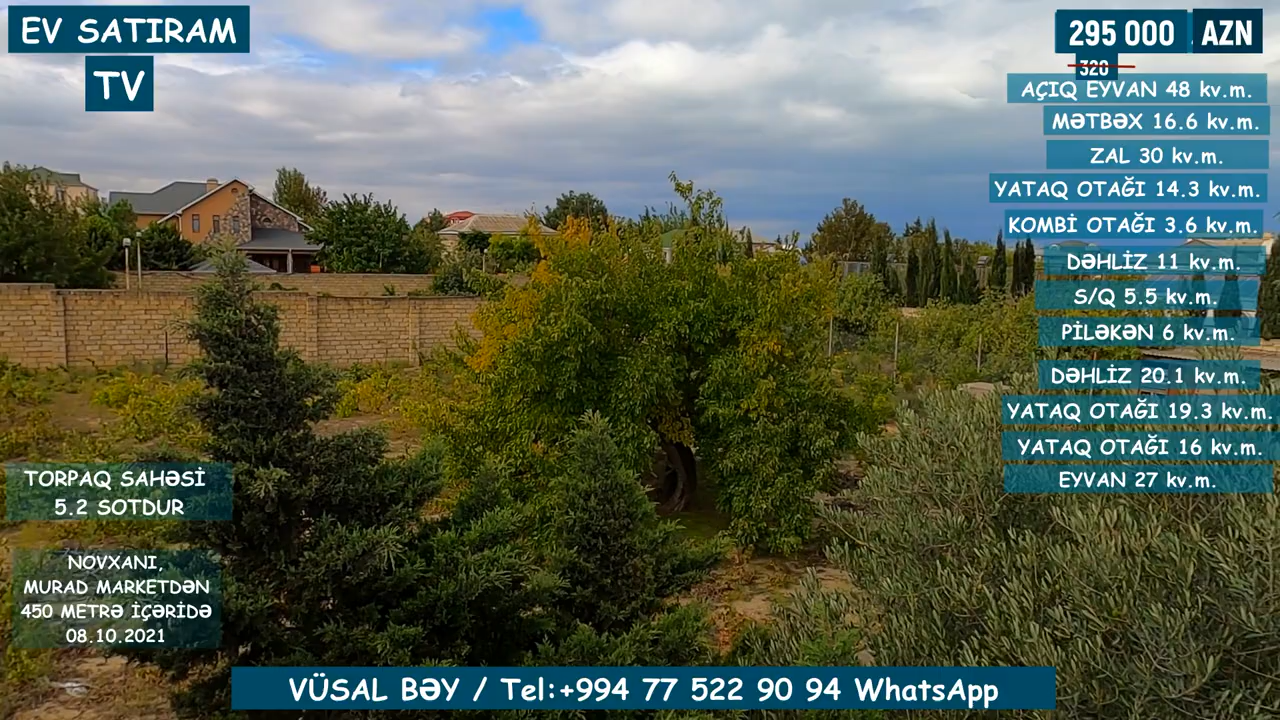 EV SATIRAM
TV
295 000 AZN
320
AÇIQ EYVAN 48 kv.m.
MƏTBƏX 16.6 kv.m.
ZAL 30 kv.m.
YATAQ OTAĞI 14.3 kv.m.
KOMBİ OTAĞI 3.6 kv.m.
DƏHLİZ 11 kv.m.
S/Q 5.5 kv.m.
PİLƏKƏN 6 kv.m.
DƏHLİZ 20.1 kv.m.
YATAQ OTAĞI 19.3 kv.m.
YATAQ OTAĞI 16 kv.m.
EYVAN 27 kv.m.
TORPAQ SAHƏSİ
5.2 SOTDUR
NOVXANI,
MURAD MARKETDƏN
450 METRƏ İÇƏRİDƏ
08.10.2021
VÜSAL BƏY / Tel:+994 77 522 90 94 WhatsApp